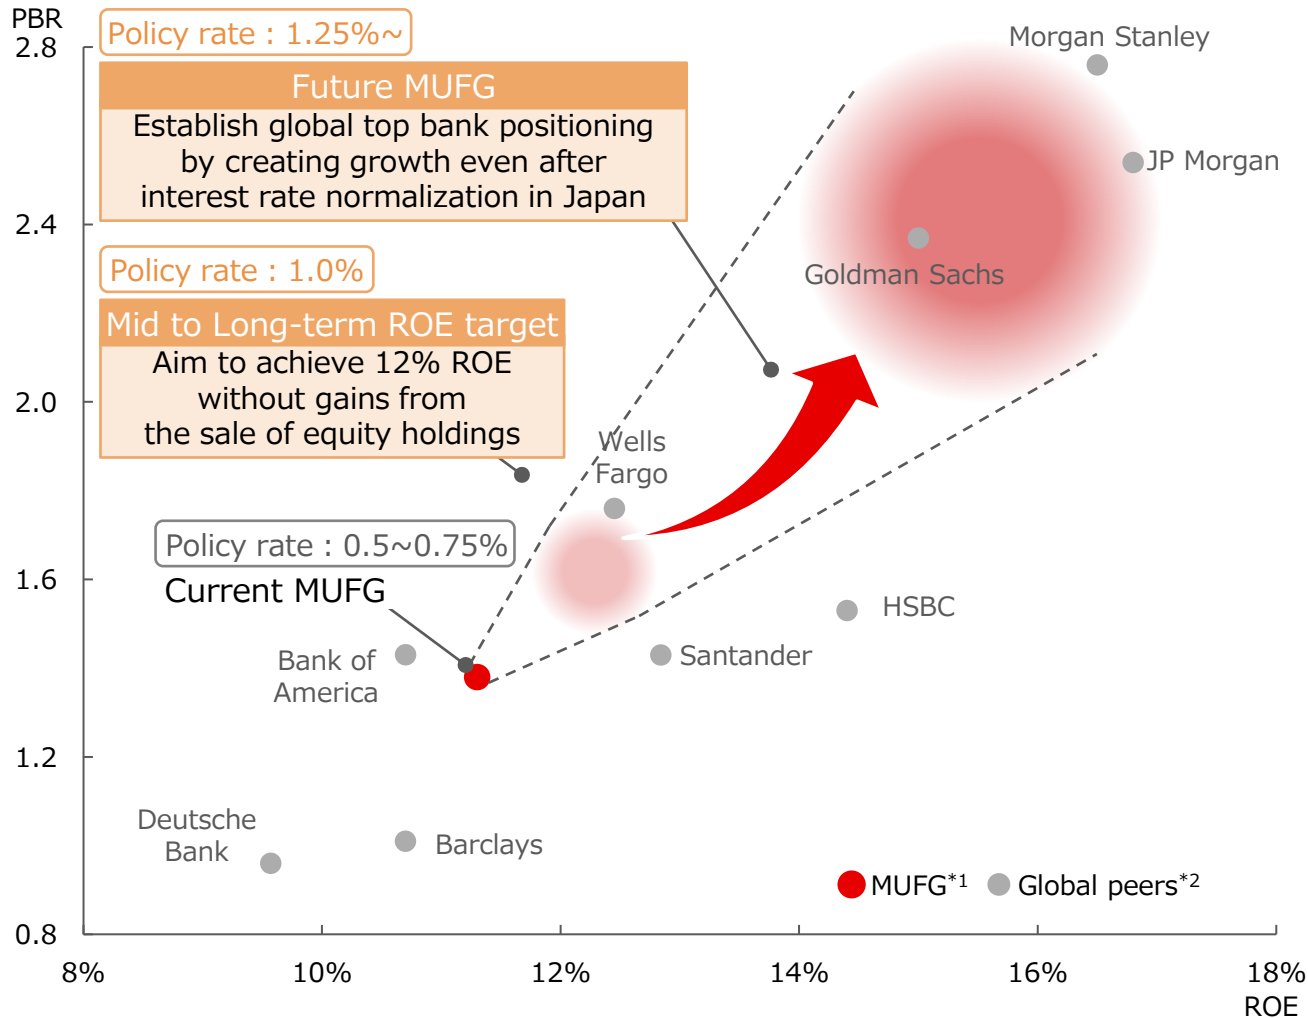 PBR
Policy rate : 1.25%~
Morgan Stanley
2.8
Future MUFG
Establish global top bank positioning
by creating growth even after
interest rate normalization in Japan
JP Morgan
2.4
Policy rate : 1.0%
Goldman Sachs
Mid to Long-term ROE target
Aim to achieve 12% ROE
without gains from
the sale of equity holdings
2.0
Wells
Fargo
Policy rate : 0.5~0.75%
Current MUFG
1.6
HSBC
Bank of
America
Santander
1.2
Deutsche
Bank
Barclays
MUFG*1
Global peers*2
0.8
8%
10%
12%
14%
16%
18%
ROE